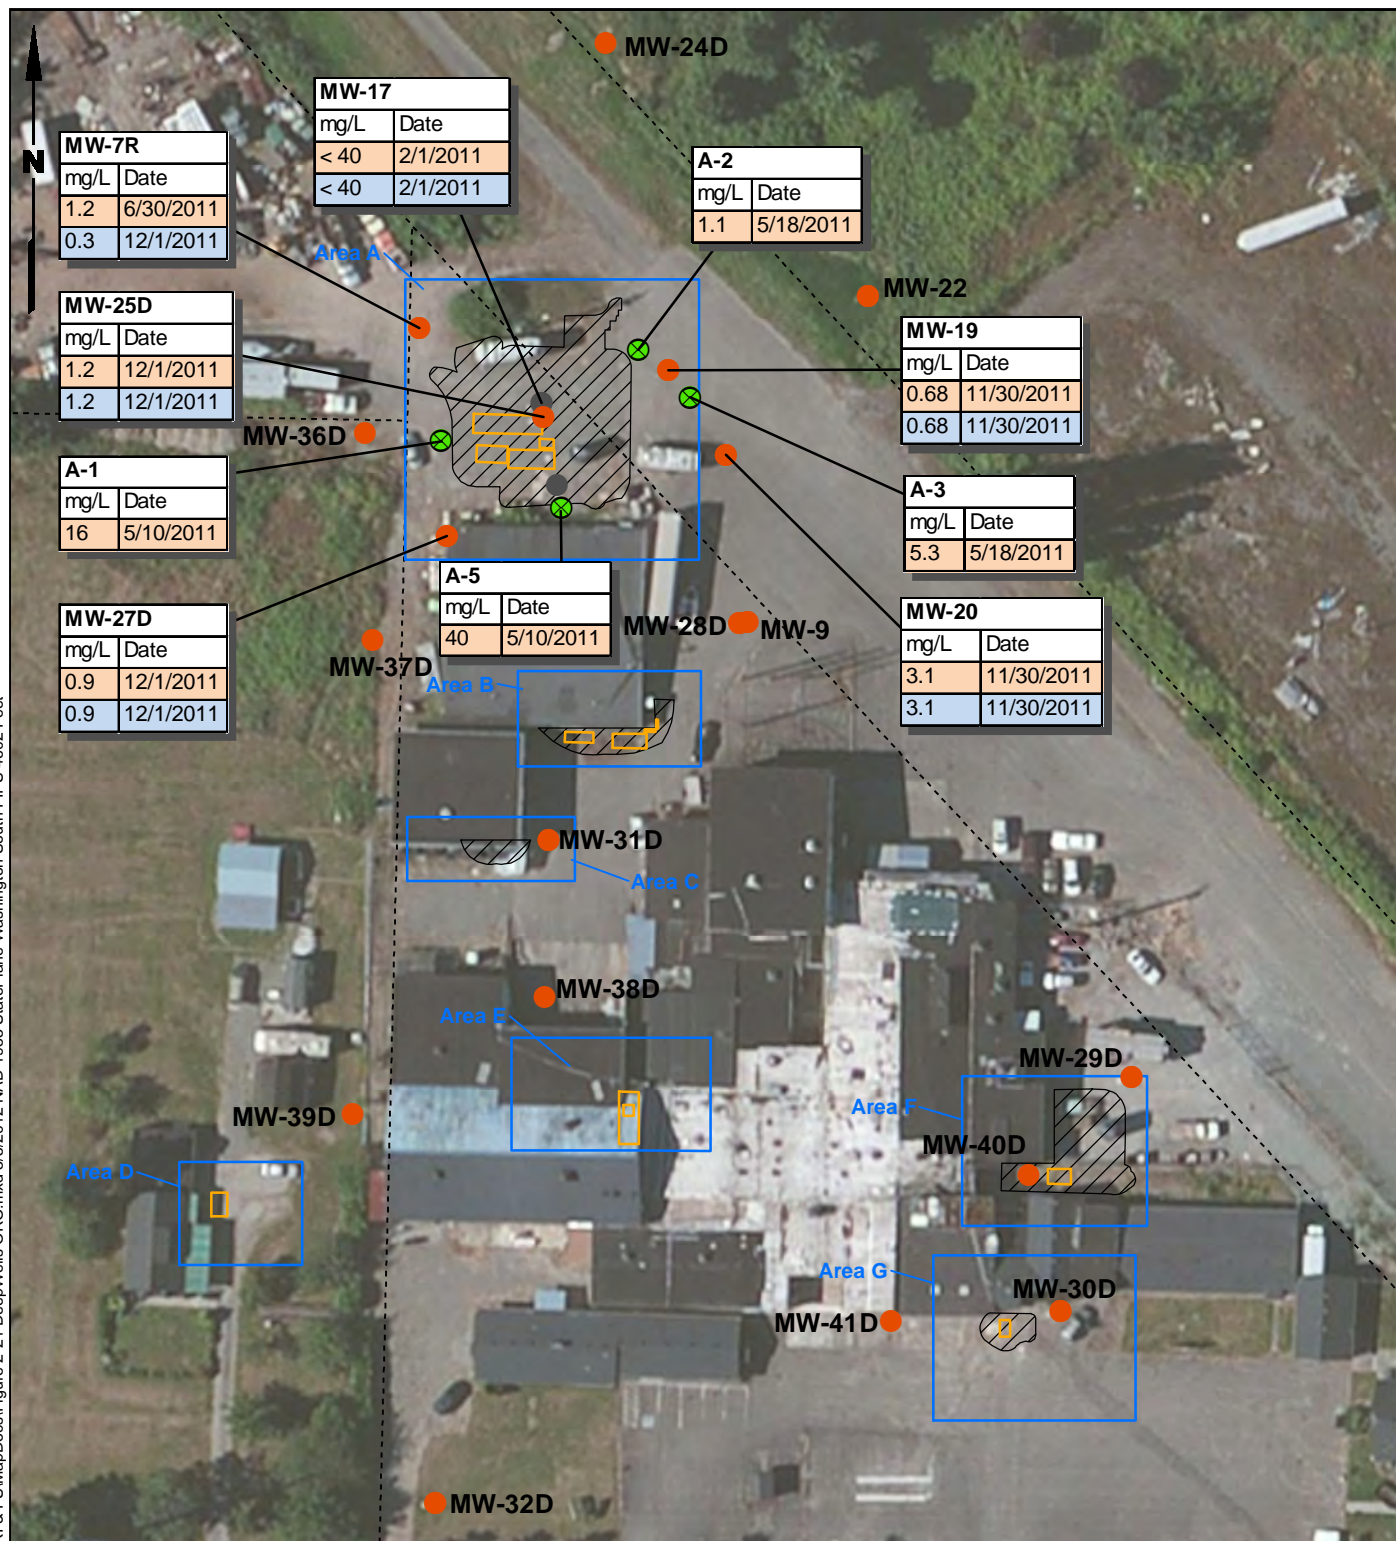 MW-24D
MW-17
mg/L Date
< 40 2/1/2011
< 40 2/1/2011
N
MW-7R
mg/L Date
1.2 6/30/2011
0.3 12/1/2011
A-2
mg/L Date
1.1 5/18/2011
Area A
MW-22
MW-25D
mg/L Date
1.2 12/1/2011
1.2 12/1/2011
MW-19
mg/L Date
0.68 11/30/2011
0.68 11/30/2011
MW-36D
A-1
mg/L Date
16 5/10/2011
A-3
mg/L Date
5.3 5/18/2011
A-5
mg/L Date
40 5/10/2011
MW-27D
mg/L Date
0.9 12/1/2011
0.9 12/1/2011
MW-20
mg/L Date
3.1 11/30/2011
3.1 11/30/2011
MW-28D
MW-9
MW-37D
Area B
MW-31D
Area C
MW-38D
Area E
MW-29D
MW-39D
Area F
MW-40D
Area D
Area G
MW-30D
MW-41D
MW-32D